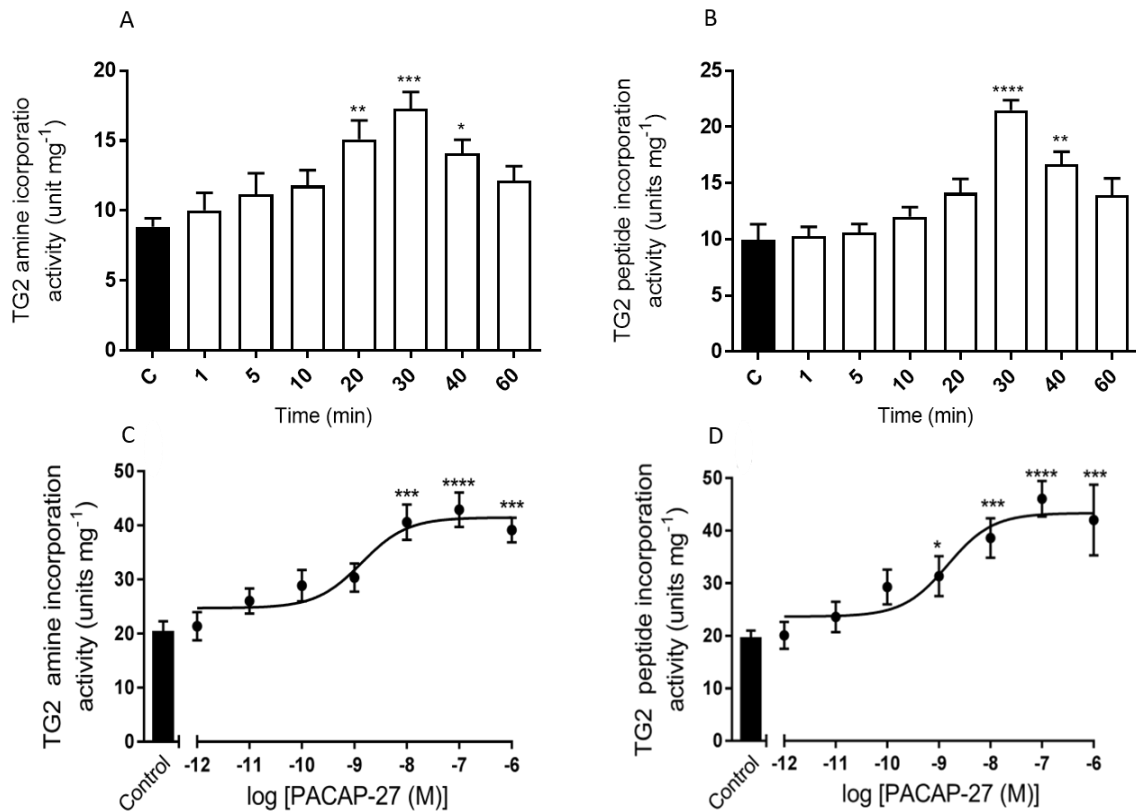 A
TG2 amine icorporatio
activity (unit mg-1)
20
15
10
5
0
**
***
*
C 1 5 10 20 30 40 60
Time (min)
B
TG2 peptide incorporation
activity (units mg-1)
25
20
15
10
5
0
****
**
C 1 5 10 20 30 40 60
Time (min)
C
TG2 amine incorporation
activity (units mg-1)
50
40
30
20
10
0
***
****
***
Control -12 -11 -10 -9 -8 -7 -6
log [PACAP-27 (M)]
D
TG2 peptide incorporation
activity (units mg-1)
50
40
30
20
10
0
*
***
****
***
Control -12 -11 -10 -9 -8 -7 -6
log [PACAP-27 (M)]